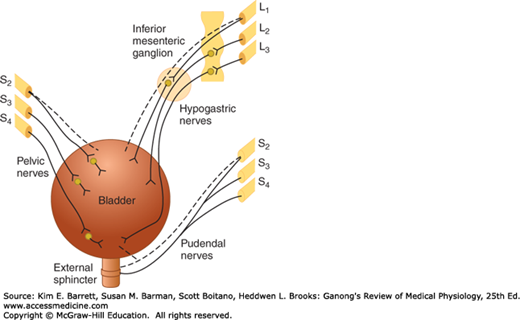 L1
Inferior
mesenteric
ganglion
L2
L3
S2
S3
S4
Hypogastric
nerves
S2
S3
S4
Pelvic
nerves
Bladder
Pudendal
nerves
External
sphincter
Source: Kim E. Barrett, Susan M. Barman, Scott Boitano, Heddwen L. Brooks: Ganong's Review of Medical Physiology, 25th Ed.
www.accessmedicine.com
Copyright © McGraw-Hill Education. All rights reserved.